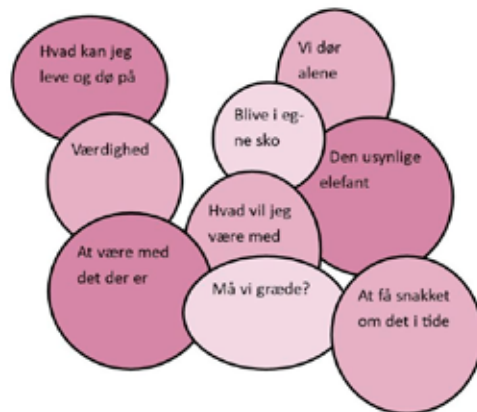 Hvad kan jeg
leve og dø på
Vi dør
alene
Blive i eg-
ne sko
Værdighed
Den usynlige
elefant
Hvad vil jeg
være med
At være med
det der er
Må vi græde?
At få snakket
om det i tide